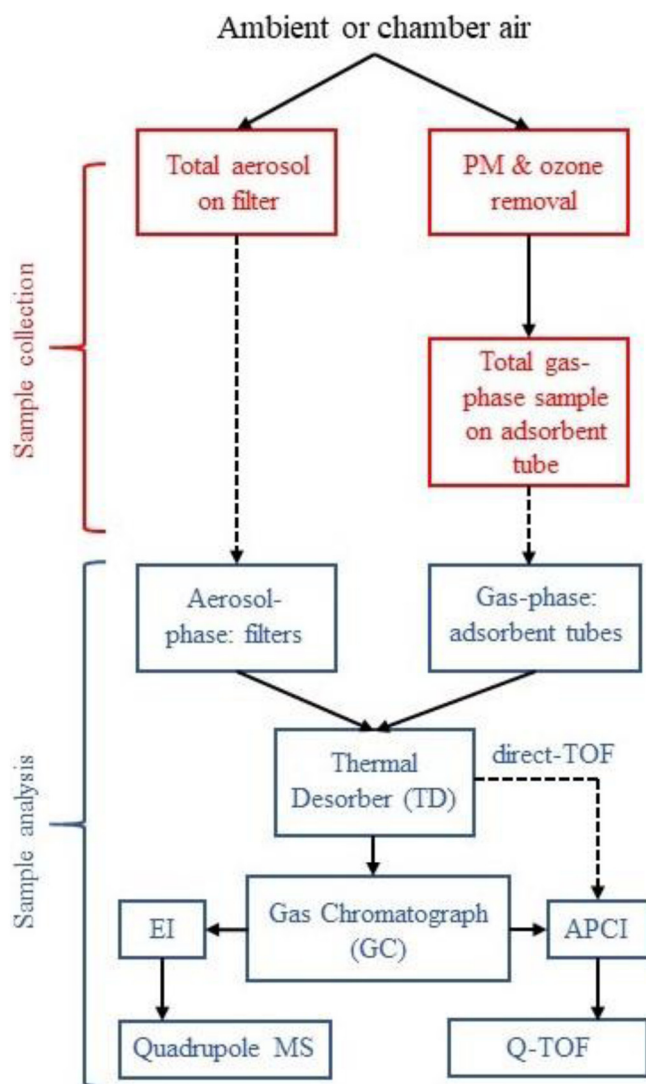 Ambient or chamber air
Total aerosol
on filter
PM & ozone
removal
Sample collection
Total gas-
phase sample
on adsorbent
tube
Aerosol-
phase: filters
Gas-phase:
adsorbent tubes
Sample analysis
Thermal
Desorber (TD)
direct-TOF
EI
Gas Chromatograph
(GC)
APCI
Quadrupole MS
Q-TOF